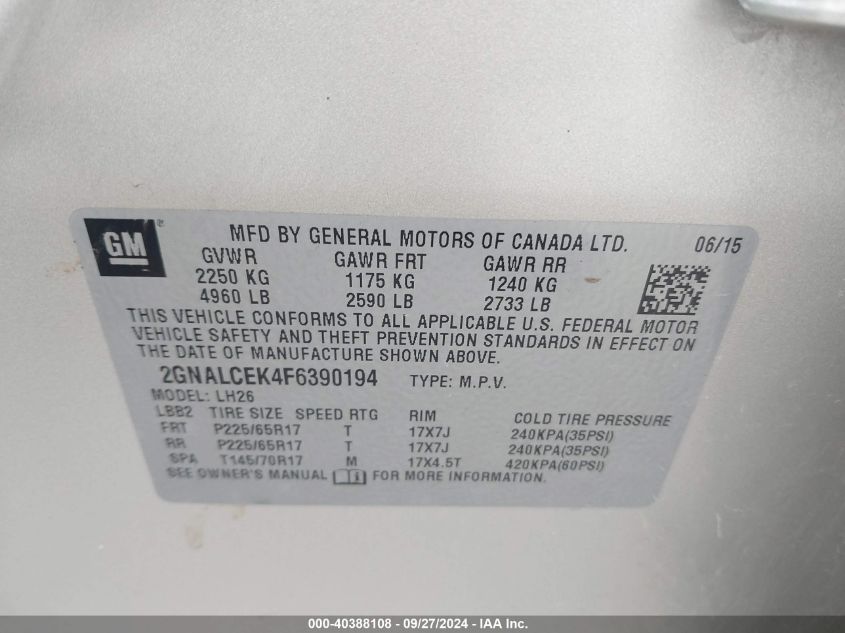 GM ®
MFD BY GENERAL MOTORS OF CANADA LTD. 06/15
GVWR GAWR FRT GAWR RR
2250 KG 1175 KG 1240 KG
4960 LB 2590 LB 2733 LB
THIS VEHICLE CONFORMS TO ALL APPLICABLE U.S. FEDERAL MOTOR
VEHICLE SAFETY AND THEFT PREVENTION STANDARDS IN EFFECT ON
THE DATE OF MANUFACTURE SHOWN ABOVE.
2GNALCEK4F6390194 TYPE: M.P.V.
MODEL: LH26
LBB2 TIRE SIZE SPEED RTG RIM COLD TIRE PRESSURE
FRT P225/65R17 T 17X7J 240KPA(35PSI)
RR P225/65R17 T 17X7J 240KPA(35PSI)
SPA T145/70R17 M 17X4.5T 420KPA(60PSI)
SEE OWNER'S MANUAL FOR MORE INFORMATION.
000-40388108 - 09/27/2024 - IAA Inc.